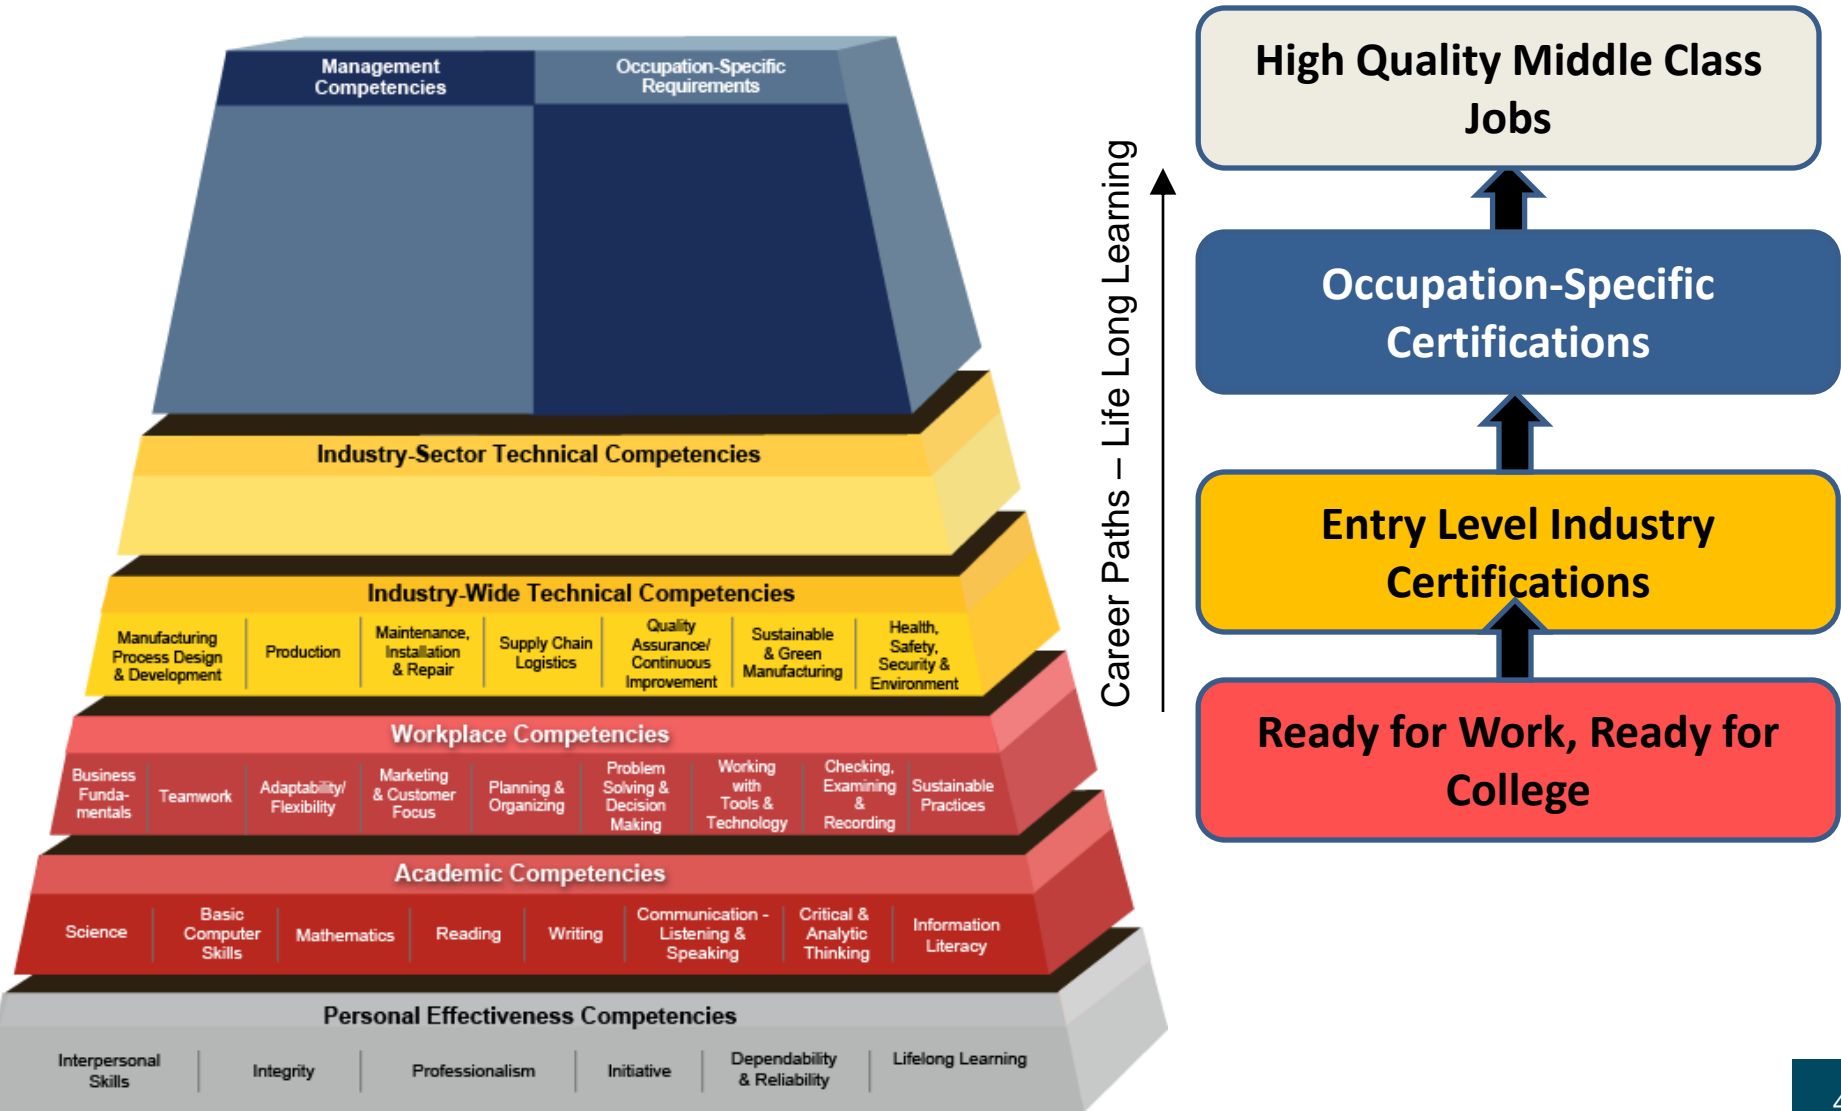 Management
Competencies
Occupation-Specific
Requirements
Industry-Sector Technical Competencies
Industry-Wide Technical Competencies
Manufacturing
Process Design
& Development
Production
Maintenance,
Installation
& Repair
Supply Chain
Logistics
Quality
Assurance/
Continuous
Improvement
Sustainable
& Green
Manufacturing
Health,
Safety,
Security &
Environment
Workplace Competencies
Business
Funda-
mentals
Teamwork
Adaptability/
Flexibility
Marketing
& Customer
Focus
Planning &
Organizing
Problem
Solving &
Decision
Making
Working
with
Tools &
Technology
Checking,
Examining
&
Recording
Sustainable
Practices
Academic Competencies
Science
Basic
Computer
Skills
Mathematics
Reading
Writing
Communication -
Listening &
Speaking
Critical &
Analytic
Thinking
Information
Literacy
Personal Effectiveness Competencies
Interpersonal
Skills
Integrity
Professionalism
Initiative
Dependability
& Reliability
Lifelong Learning
Career Paths – Life Long Learning
High Quality Middle Class
Jobs
Occupation-Specific
Certifications
Entry Level Industry
Certifications
Ready for Work, Ready for
College